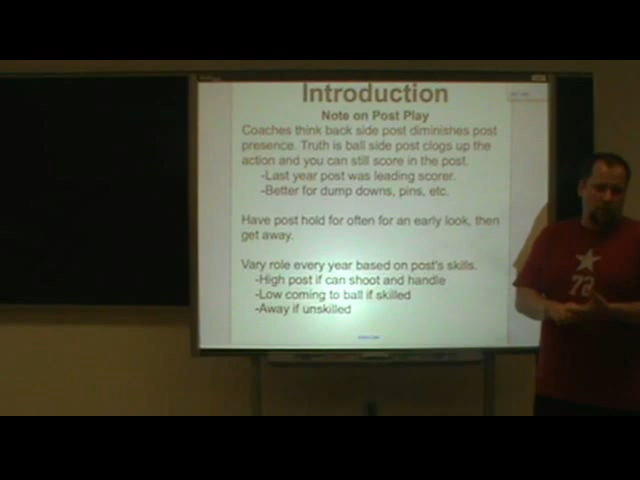 Introduction
Note on Post Play
Coaches think back side post diminishes post
presence. Truth is ball side post clogs up the
action and you can still score in the post.
-Last year post was leading scorer.
-Better for dump downs, pins, etc.
Have post hold for often for an early look, then
get away.
Vary role every year based on post's skills.
-High post if can shoot and handle
-Low coming to ball if skilled
-Away if unskilled
72